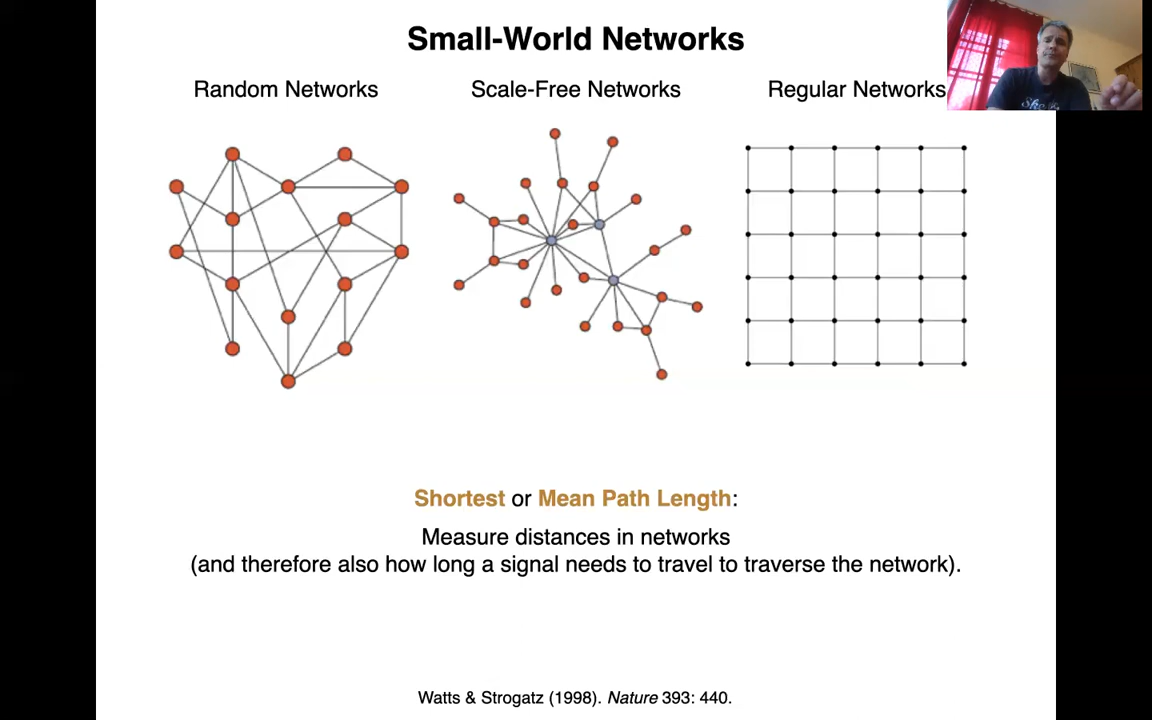 Small-World Networks
Random Networks
Scale-Free Networks
Regular Networks
Shortest or Mean Path Length:
Measure distances in networks
(and therefore also how long a signal needs to travel to traverse the network).
Watts & Strogatz (1998). Nature 393: 440.